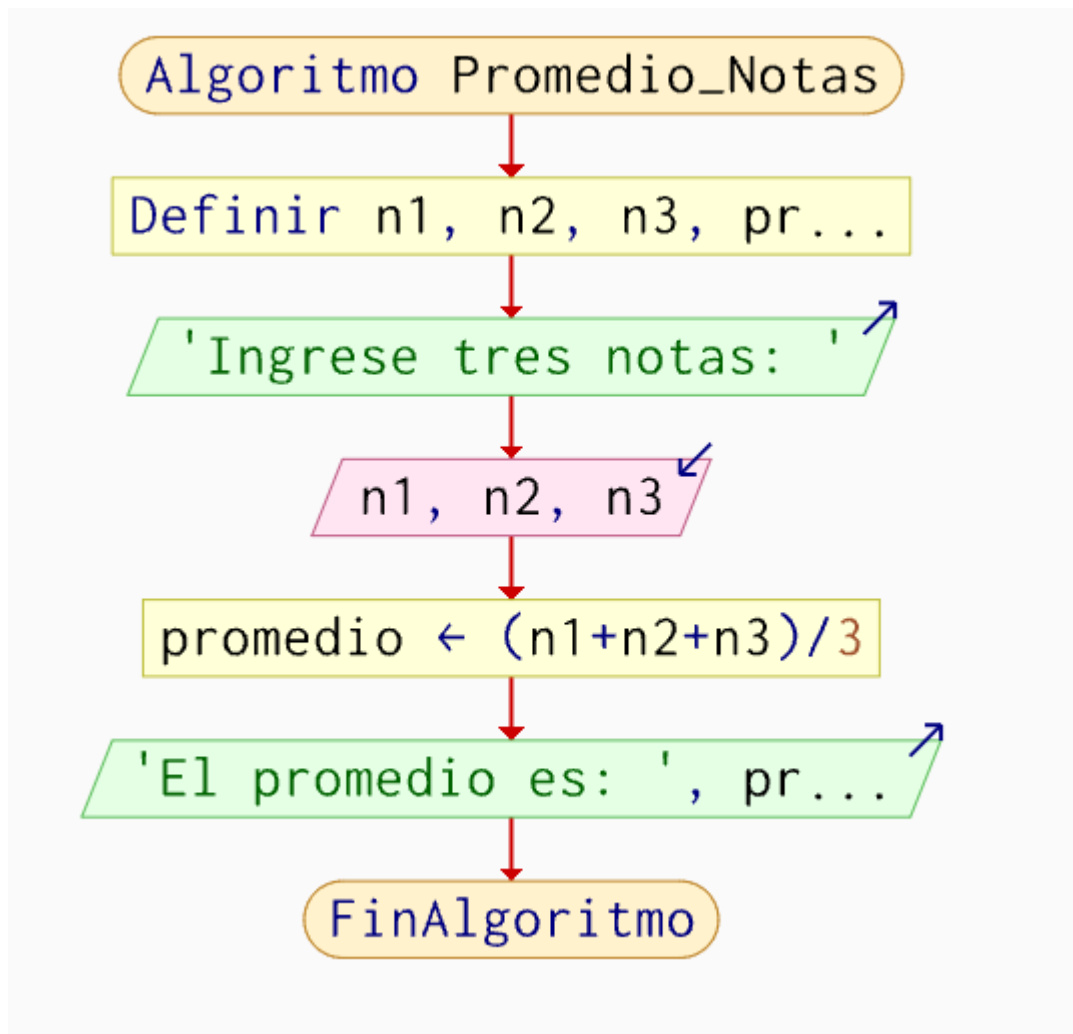 Algoritmo Promedio_Notas
Definir n1, n2, n3, pr...
'Ingrese tres notas: '
n1, n2, n3
promedio ← (n1+n2+n3)/3
'El promedio es: ', pr...
FinAlgoritmo